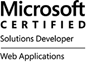 Microsoft
CERTIFIED
Solutions Developer
Web Applications